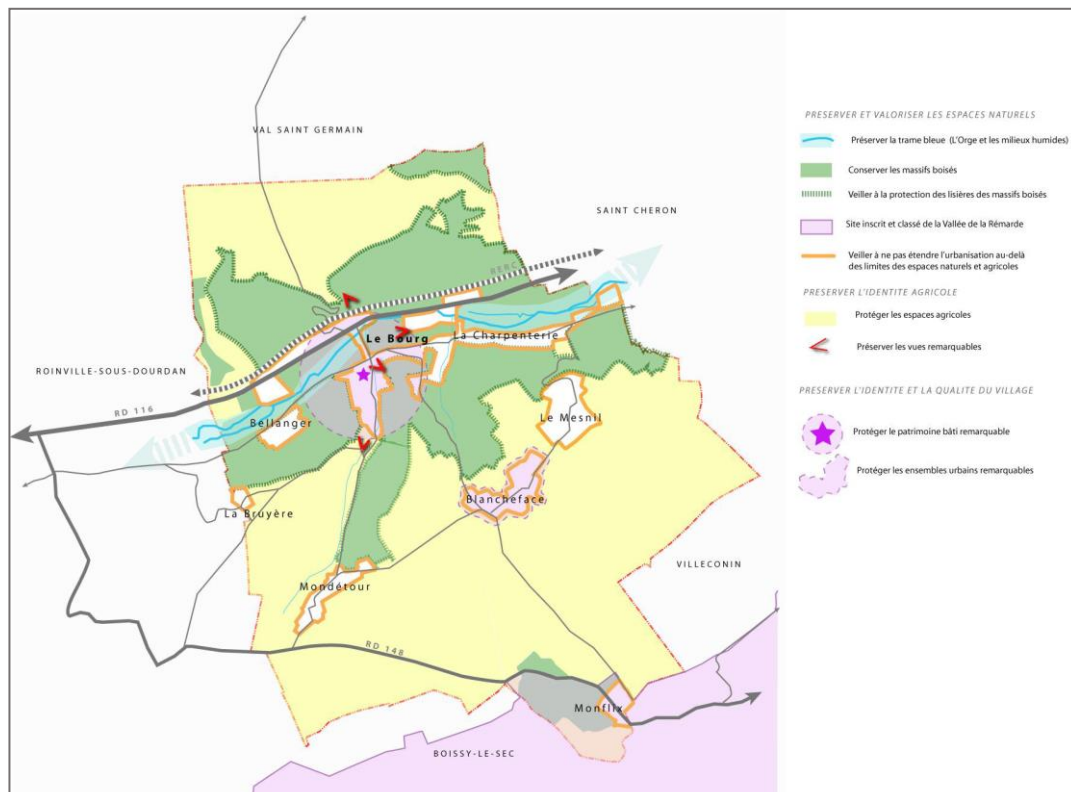 VAL SAINT GERMAIN
SAINT CHERON
RERC
Le Bourg
La Charpenterie
ROINVILLE-SOUS-DOURDAN
RD 116
Bellanger
Le Mesnil
Blancheface
La Bruyère
Mondétour
VILLECONIN
RD 148
Monflix
BOISSY-LE-SEC
PRESERVER ET VALORISER LES ESPACES NATURELS
Préserver la trame bleue (L'Orge et les milieux humides)
Conserver les massifs boisés
Veiller à la protection des lisières des massifs boisés
Site inscrit et classé de la Vallée de la Rémarde
Veiller à ne pas étendre l'urbanisation au-delà
des limites des espaces naturels et agricoles
PRESERVER L'IDENTITE AGRICOLE
Protéger les espaces agricoles
Préserver les vues remarquables
PRESERVER L'IDENTITE ET LA QUALITE DU VILLAGE
Protéger le patrimoine bâti remarquable
Protéger les ensembles urbains remarquables